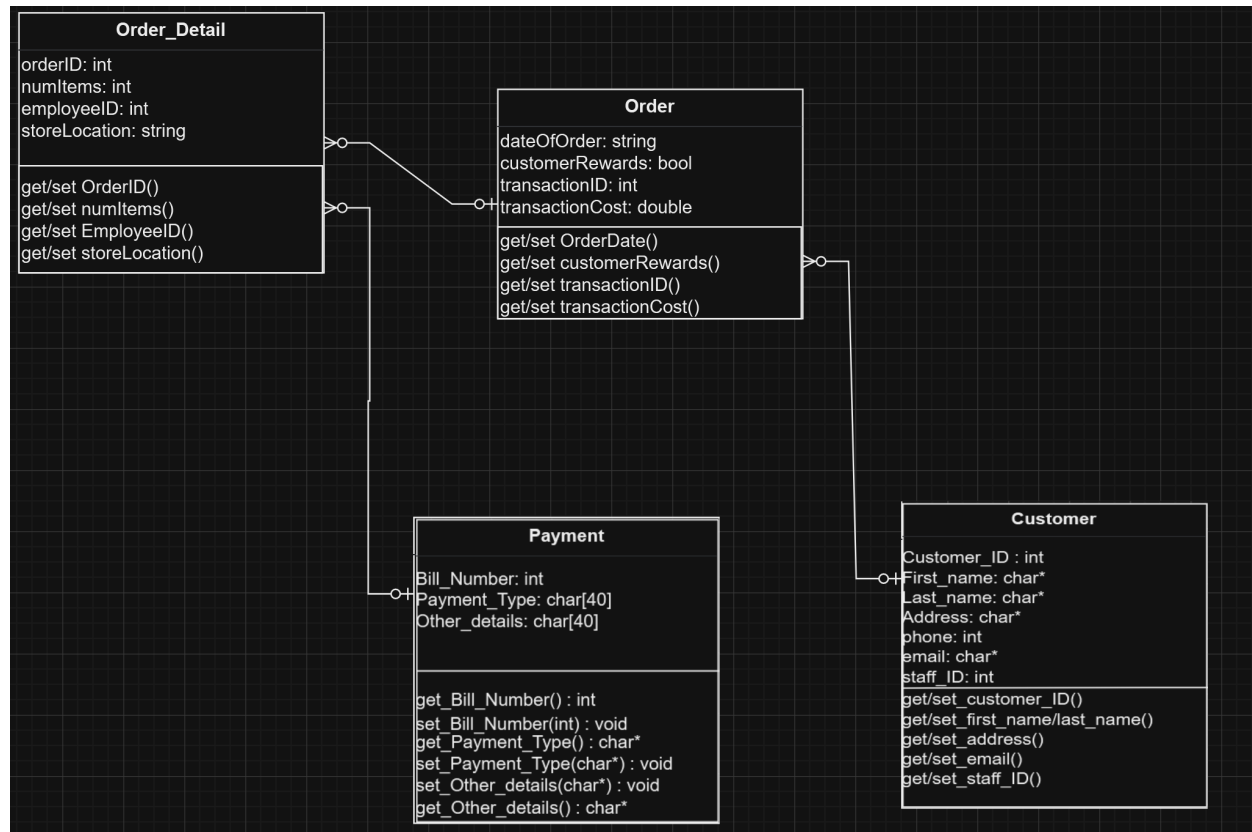 Order_Detail
orderID: int
numItems: int
employeeID: int
storeLocation: string
get/set OrderID()
get/set numItems()
get/set EmployeeID()
get/set storeLocation()
Order
dateOfOrder: string
customerRewards: bool
transactionID: int
transactionCost: double
get/set OrderDate()
get/set customerRewards()
get/set transactionID()
get/set transactionCost()
Payment
Bill_Number: int
Payment_Type: char[40]
Other_details: char[40]
get_Bill_Number() : int
set_Bill_Number(int) : void
get_Payment_Type() : char*
set_Payment_Type(char*) : void
set_Other_details(char*) : void
get_Other_details() : char*
Customer
Customer_ID : int
First_name: char*
Last_name: char*
Address: char*
phone: int
email: char*
staff_ID: int
get/set_customer_ID()
get/set_first_name/last_name()
get/set_address()
get/set_email()
get/set_staff_ID()